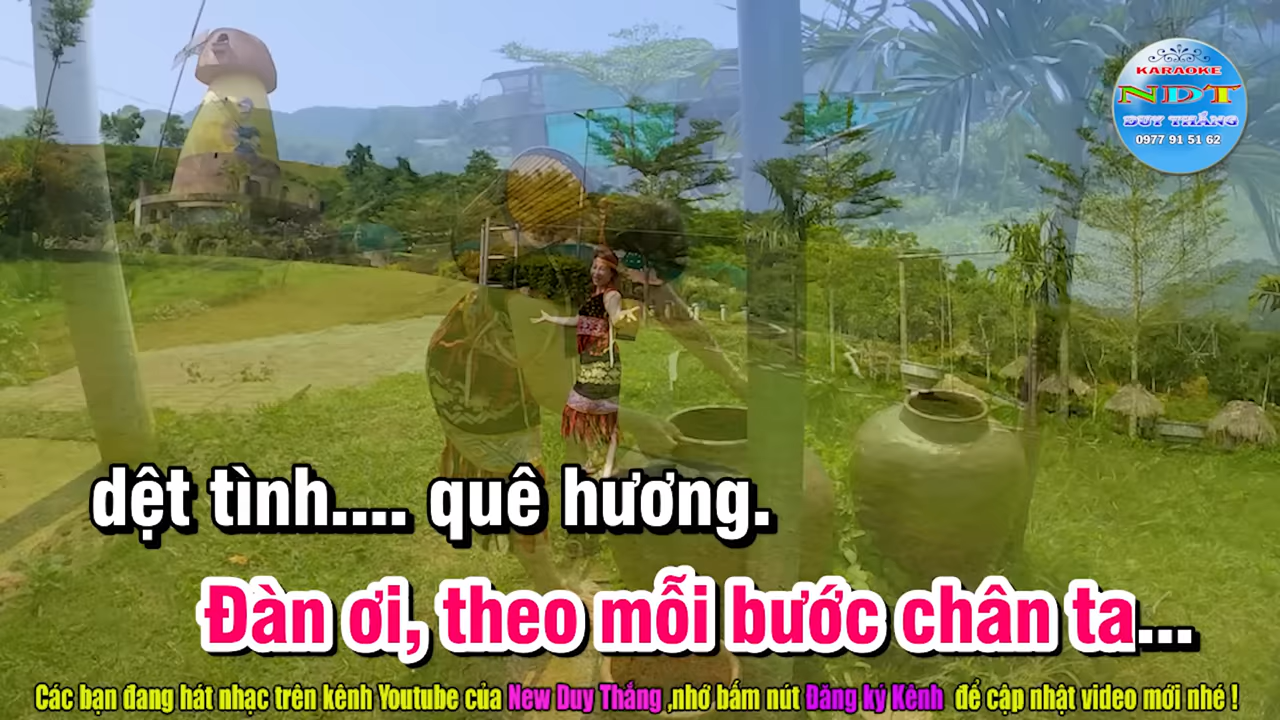 KARAOKE
NDT
DUY THẮNG
0977 91 51 62
dệt tình.... quê hương.
Đàn ơi, theo mỗi bước chân ta...
Các bạn đang hát nhạc trên kênh Youtube của New Duy Thắng ,nhớ bấm nút Đăng ký Kênh để cập nhật video mới nhé !